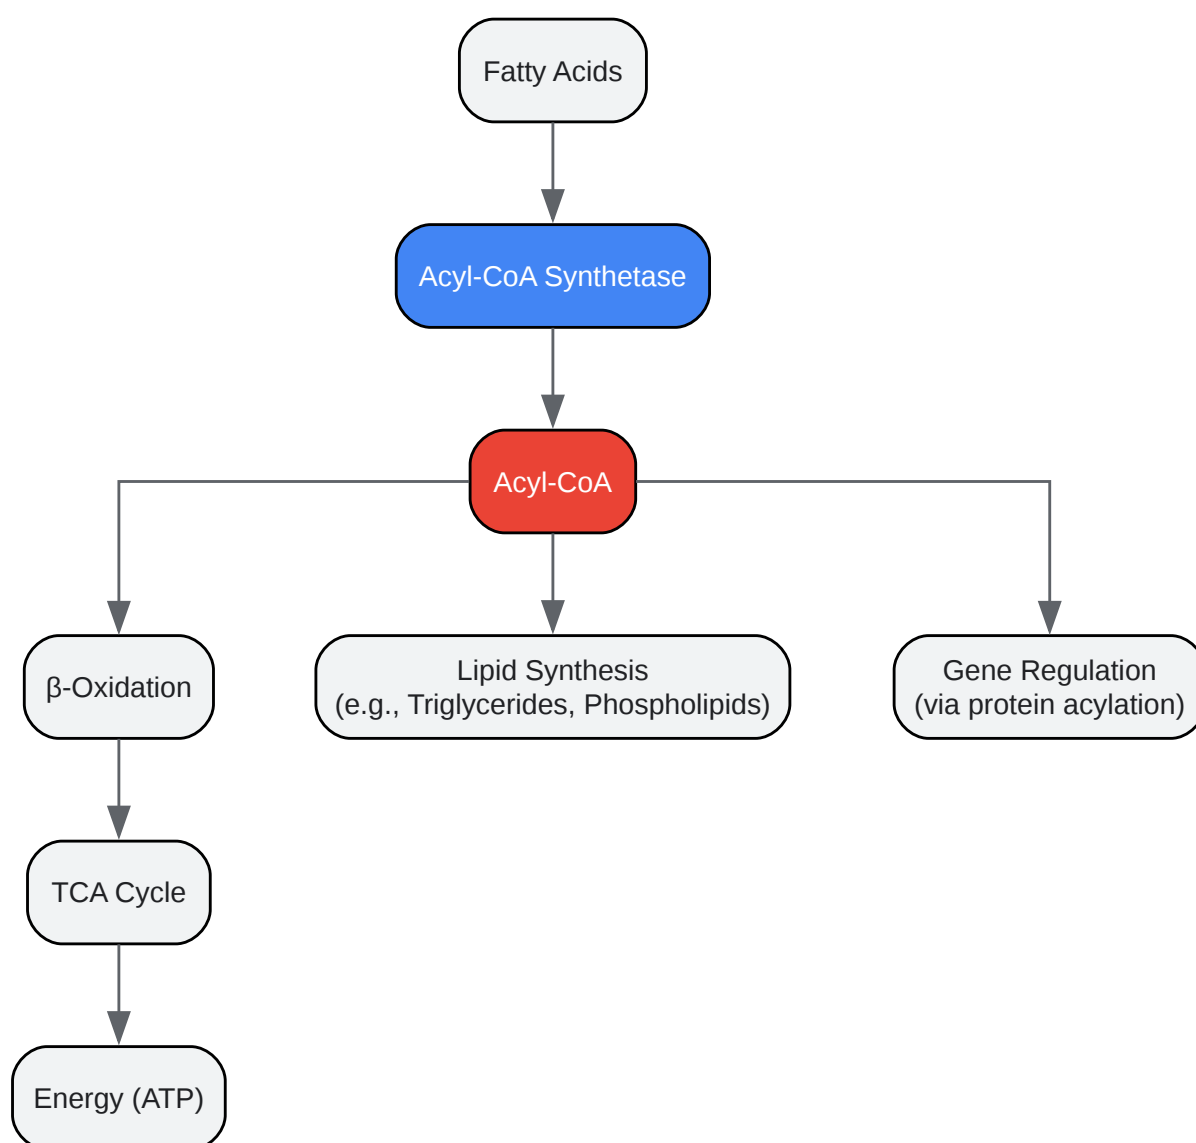 Fatty Acids
Acyl-CoA Synthetase
Acyl-CoA
β-Oxidation
Lipid Synthesis
(e.g., Triglycerides, Phospholipids)
Gene Regulation
(via protein acylation)
TCA Cycle
Energy (ATP)